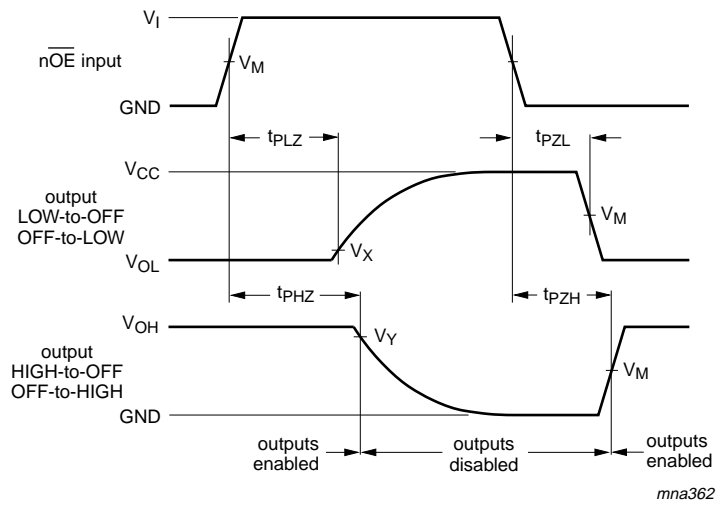 V_I
nOE input
V_M
GND
t_PLZ
t_PZL
V_CC
output
LOW-to-OFF
OFF-to-LOW
V_M
V_X
V_OL
t_PHZ
t_PZH
V_OH
V_Y
output
HIGH-to-OFF
OFF-to-HIGH
V_M
GND
outputs
enabled
outputs
disabled
outputs
enabled
mna362